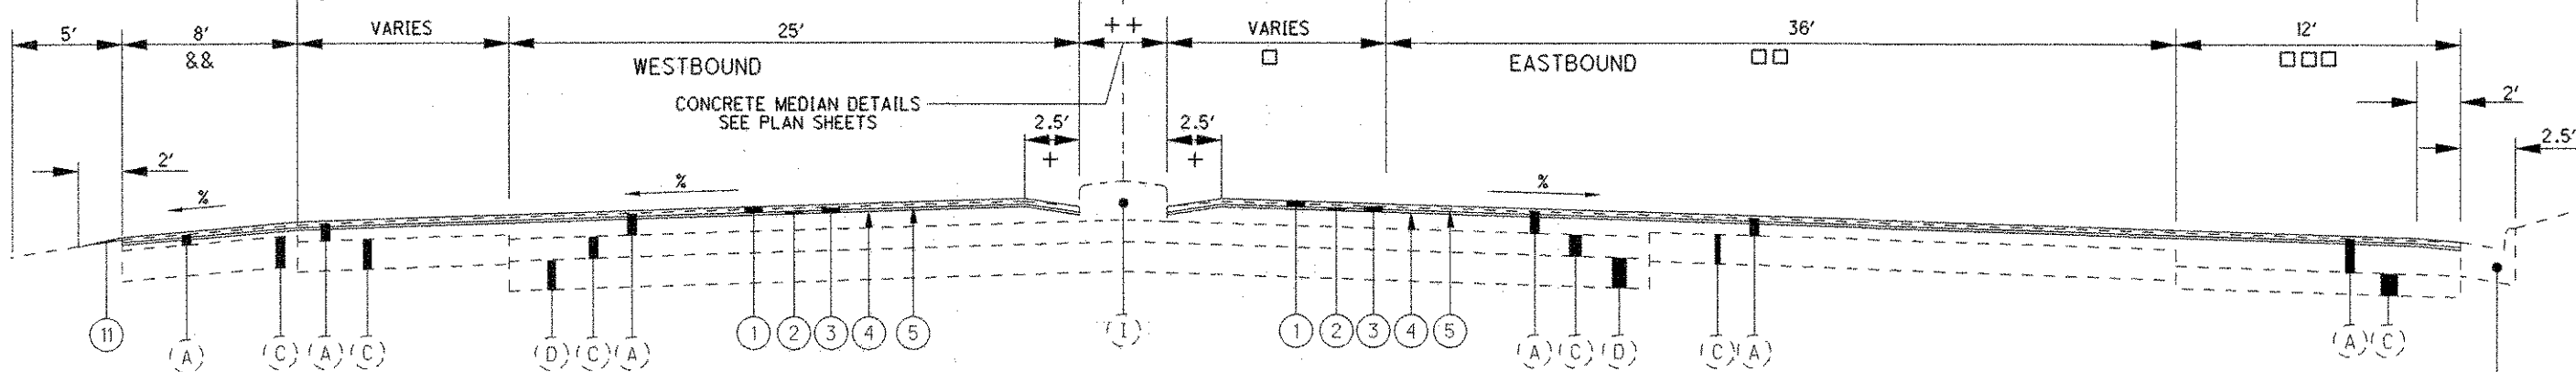 5' 8' VARIES 25' ++ VARIES 36' 12'
&& □ □□ □□□
WESTBOUND EASTBOUND
CONCRETE MEDIAN DETAILS
SEE PLAN SHEETS
2'
2.5' 2.5'
+ +
2.5'
2'
% % % 
11 1 2 3 4 5 I 1 2 3 4 5
A C A C D C A A C D C A A C